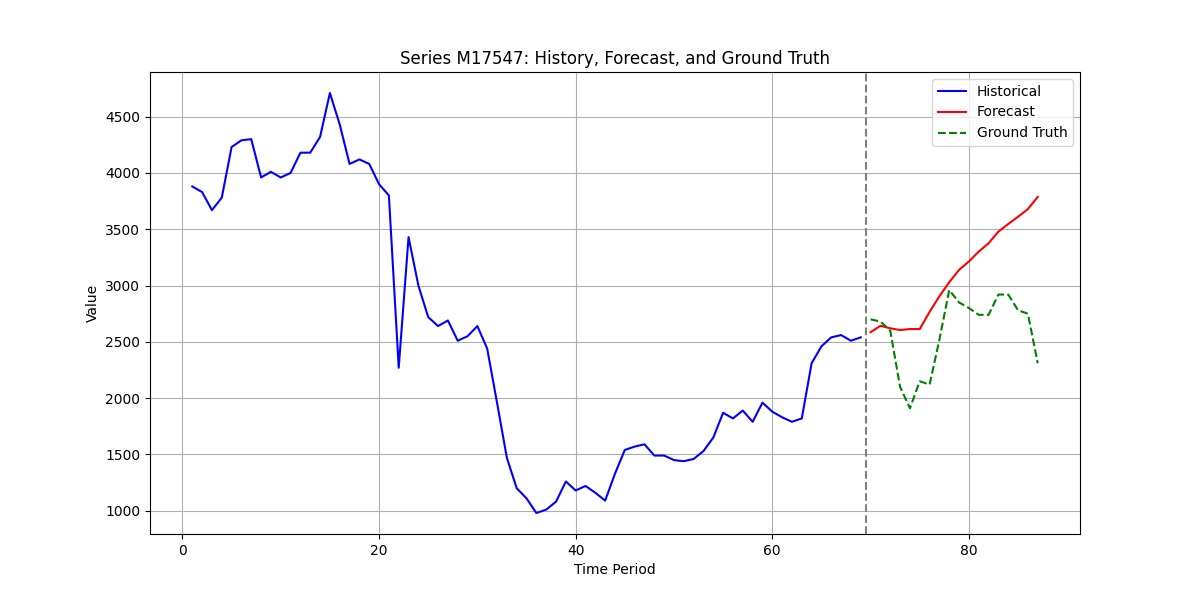 Series M17547: History, Forecast, and Ground Truth
Historical
Forecast
Ground Truth
4500
4000
3500
3000
2500
2000
1500
1000
Value
0 20 40 60 80
Time Period